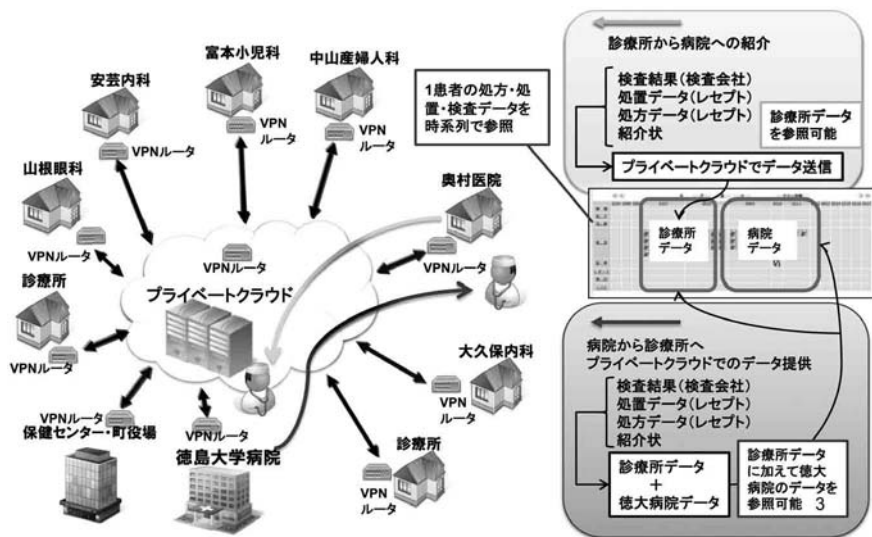 富本小児科
中山産婦人科
安芸内科
VPN
ルータ
VPN
ルータ
VPNルータ
山根眼科
奥村医院
VPNルータ
VPNルータ
VPNルータ
診療所
プライベートクラウド
VPNルータ
大久保内科
VPNルータ
保健センター・町役場
VPNルータ
徳島大学病院
VPN
ルータ
診療所
VPN
ルータ
1患者の処方・処
置・検査データを
時系列で参照
診療所から病院への紹介
検査結果(検査会社)
処置データ(レセプト)
処方データ(レセプト)
紹介状
診療所データ
を参照可能
プライベートクラウドでデータ送信
診療所
データ
病院
データ
病院から診療所へ
プライベートクラウドでのデータ提供
検査結果(検査会社)
処置データ(レセプト)
処方データ(レセプト)
紹介状
診療所データ
+
徳大病院データ
診療所データ
に加えて徳大
病院のデータを
参照可能 3